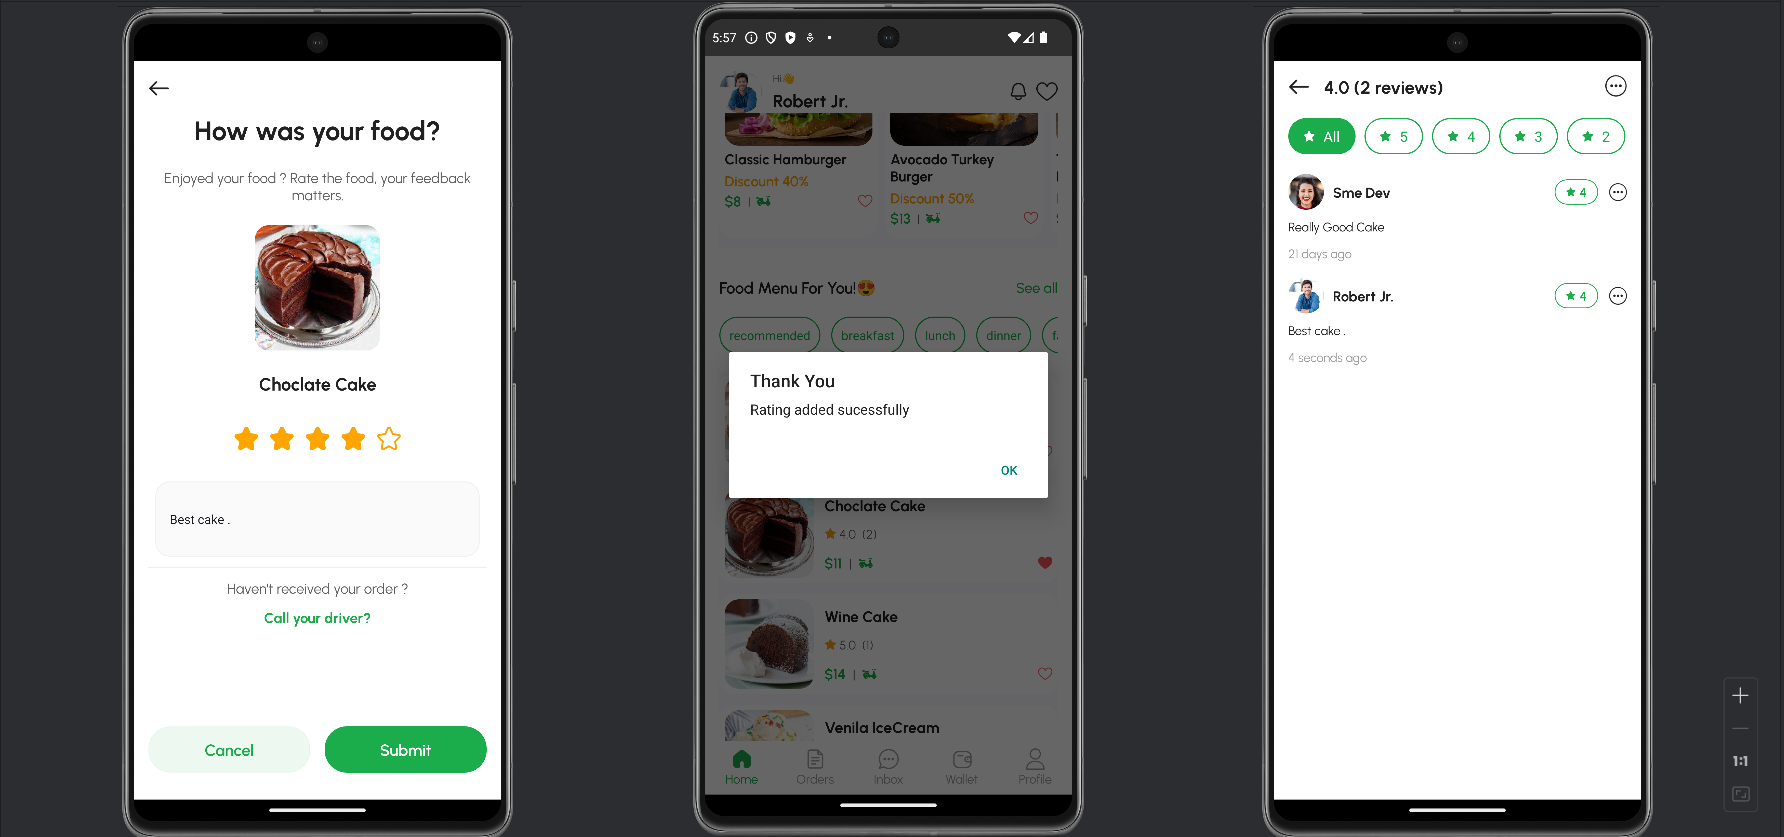 How was your food?
Enjoyed your food ? Rate the food, your feedback
matters.
Choclate Cake
Best cake .
Haven't received your order ?
Call your driver?
Cancel
Submit
5:57
Hi👋
Robert Jr.
Classic Hamburger
Discount 40%
$8 |
Avocado Turkey
Burger
Discount 50%
$13 |
Food Menu For You!😍
See all
recommended
breakfast
lunch
dinner
Thank You
Rating added sucessfully
OK
Choclate Cake
4.0 (2)
$11 |
Wine Cake
5.0 (1)
$14 |
Venila IceCream
Home
Orders
Inbox
Wallet
Profile
4.0 (2 reviews)
All
5
4
3
2
Sme Dev
4
Really Good Cake
21 days ago
Robert Jr.
4
Best cake .
4 seconds ago
1:1